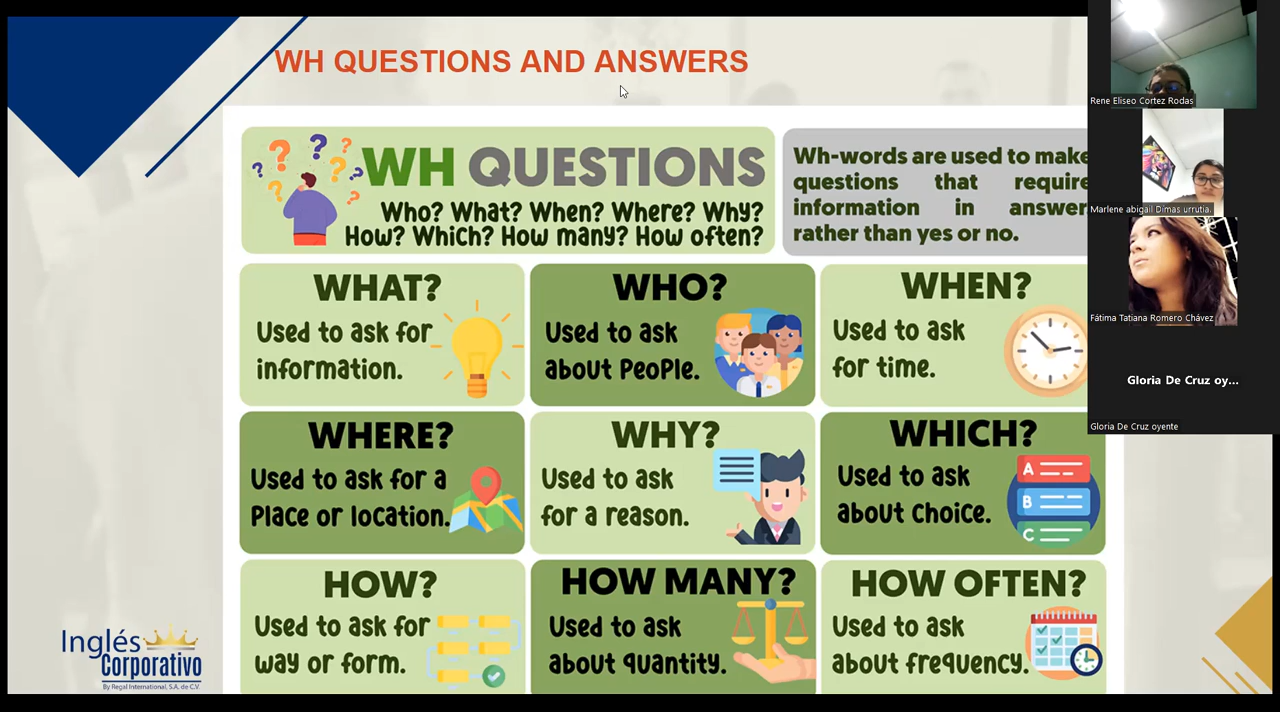 WH QUESTIONS AND ANSWERS
WH QUESTIONS
Who? What? When? Where? Why?
How? Which? How many? How often?
Wh-words are used to make
questions that require
information in answer
rather than yes or no.
WHAT?
Used to ask for
information.
WHO?
Used to ask
about People.
WHEN?
Used to ask
for time.
WHERE?
Used to ask for a
Place or location.
WHY?
Used to ask
for a reason.
WHICH?
Used to ask
about choice.
A
B
C
HOW?
Used to ask for
way or form.
HOW MANY?
Used to ask
about quantity.
HOW OFTEN?
Used to ask
about frequency.
Inglés
Corporativo
By Regal International, S.A. de C.V.
Rene Eliseo Cortez Rodas
Marlene abigail Dimas urrutia.
Fátima Tatiana Romero Chávez
Gloria De Cruz oy...
Gloria De Cruz oyente